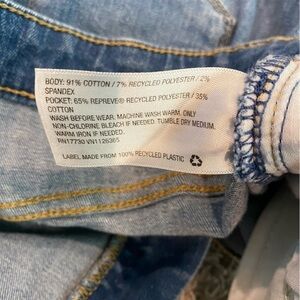 BODY: 91% COTTON / 7% RECYCLED POLYESTER / 2%
SPANDEX
POCKET: 65% REPREVE® RECYCLED POLYESTER / 35%
COTTON
WASH BEFORE WEAR. MACHINE WASH WARM. ONLY
NON-CHLORINE BLEACH IF NEEDED. TUMBLE DRY MEDIUM.
WARM IRON IF NEEDED.
RN17730 VN1126365
LABEL MADE FROM 100% RECYCLED PLASTIC